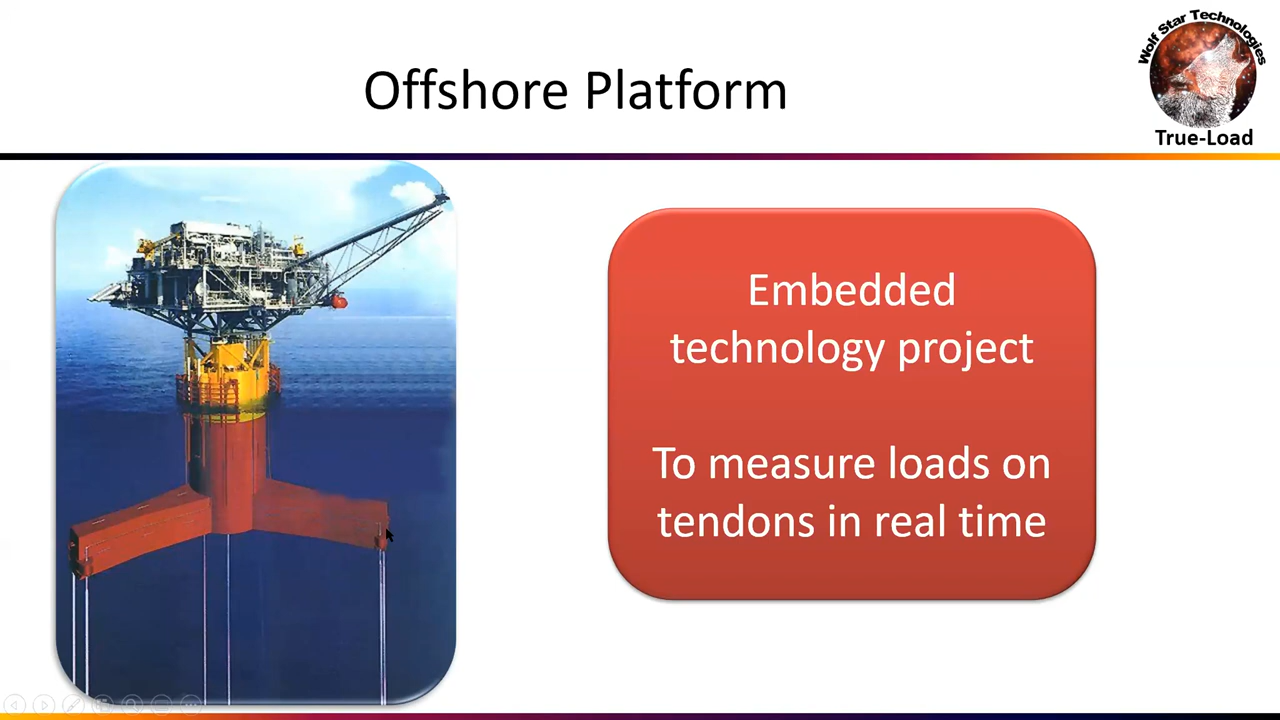 Wolf Star Technologies
True-Load
Offshore Platform
Embedded
technology project
To measure loads on
tendons in real time